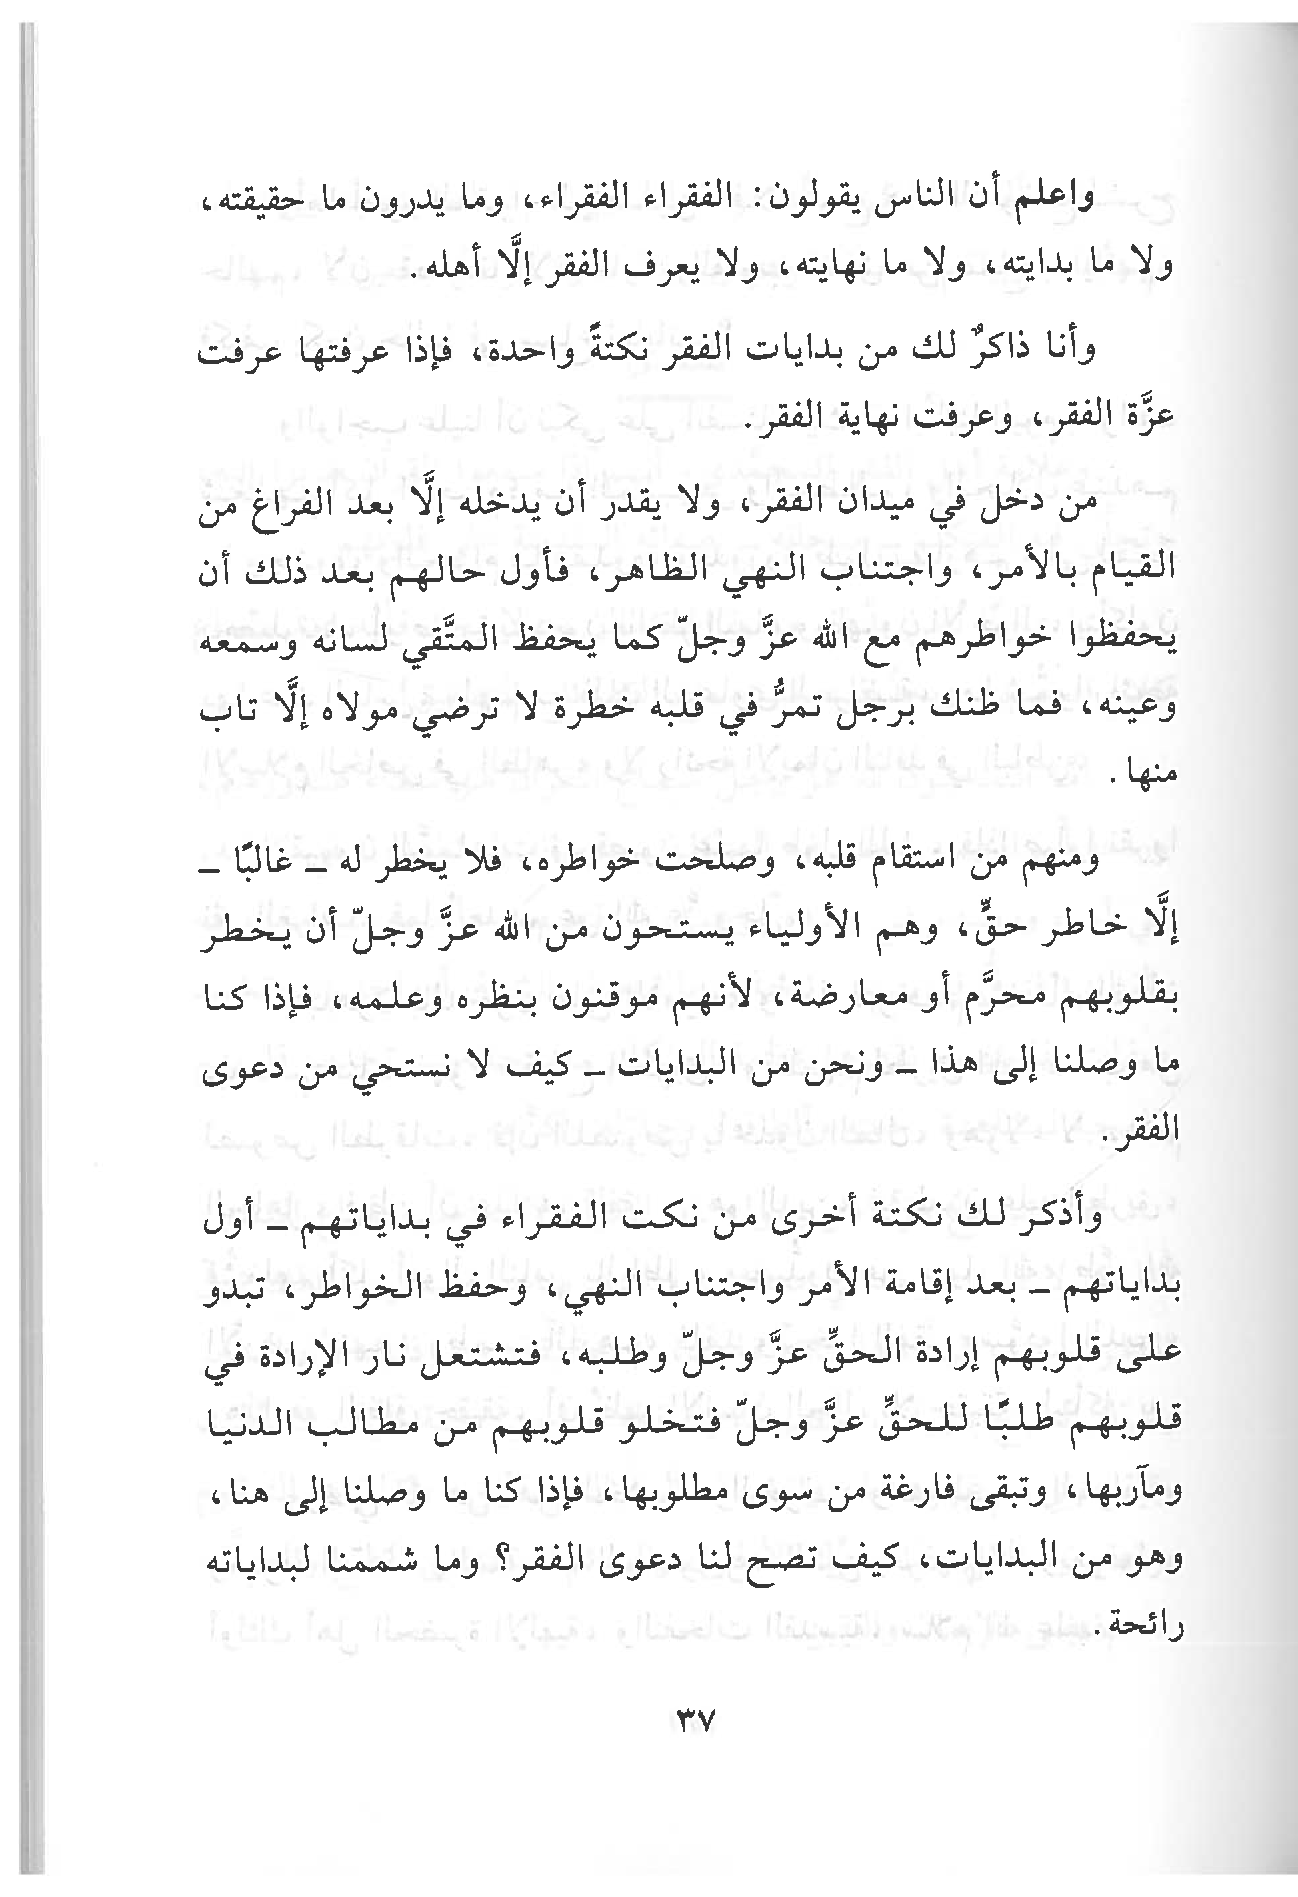 واعلم أن الناس يقولون: الفقراء الفقراء، وما يدرون ما حقيقته،
ولا ما بدايته، ولا ما نهايته، ولا يعرف الفقر إلَّا أهله.
وأنا ذاكرٌ لك من بدايات الفقر نكتةً واحدة، فإذا عرفتها عرفت
عزَّة الفقر، وعرفت نهاية الفقر.
من دخل في ميدان الفقر، ولا يقدر أن يدخله إلَّا بعد الفراغ من
القيام بالأمر، واجتناب النهي الظاهر، فأول حالهم بعد ذلك أن
يحفظوا خواطرهم مع الله عزَّ وجلّ كما يحفظ المتَّقي لسانه وسمعه
وعينه، فما ظنك برجل تمرُّ في قلبه خطرة لا ترضي مولاه إلَّا تاب
منها.
ومنهم من استقام قلبه، وصلحت خواطره، فلا يخطر له – غالبًا –
إلَّا خاطر حقٍّ، وهم الأولياء يستحون من الله عزَّ وجلّ أن يخطر
بقلوبهم محرَّم أو معارضة، لأنهم موقنون بنظره وعلمه، فإذا كنا
ما وصلنا إلى هذا – ونحن من البدايات – كيف لا نستحي من دعوى
الفقر.
وأذكر لك نكتة أخرى من نكت الفقراء في بداياتهم – أول
بداياتهم – بعد إقامة الأمر واجتناب النهي، وحفظ الخواطر، تبدو
على قلوبهم إرادة الحقِّ عزَّ وجلّ وطلبه، فتشتعل نار الإرادة في
قلوبهم طلبًا للحقِّ عزَّ وجلّ فتخلو قلوبهم من مطالب الدنيا
ومآربها، وتبقى فارغة من سوى مطلوبها، فإذا كنا ما وصلنا إلى هنا،
وهو من البدايات، كيف تصح لنا دعوى الفقر؟ وما شممنا لبداياته
رائحة.
٣٧